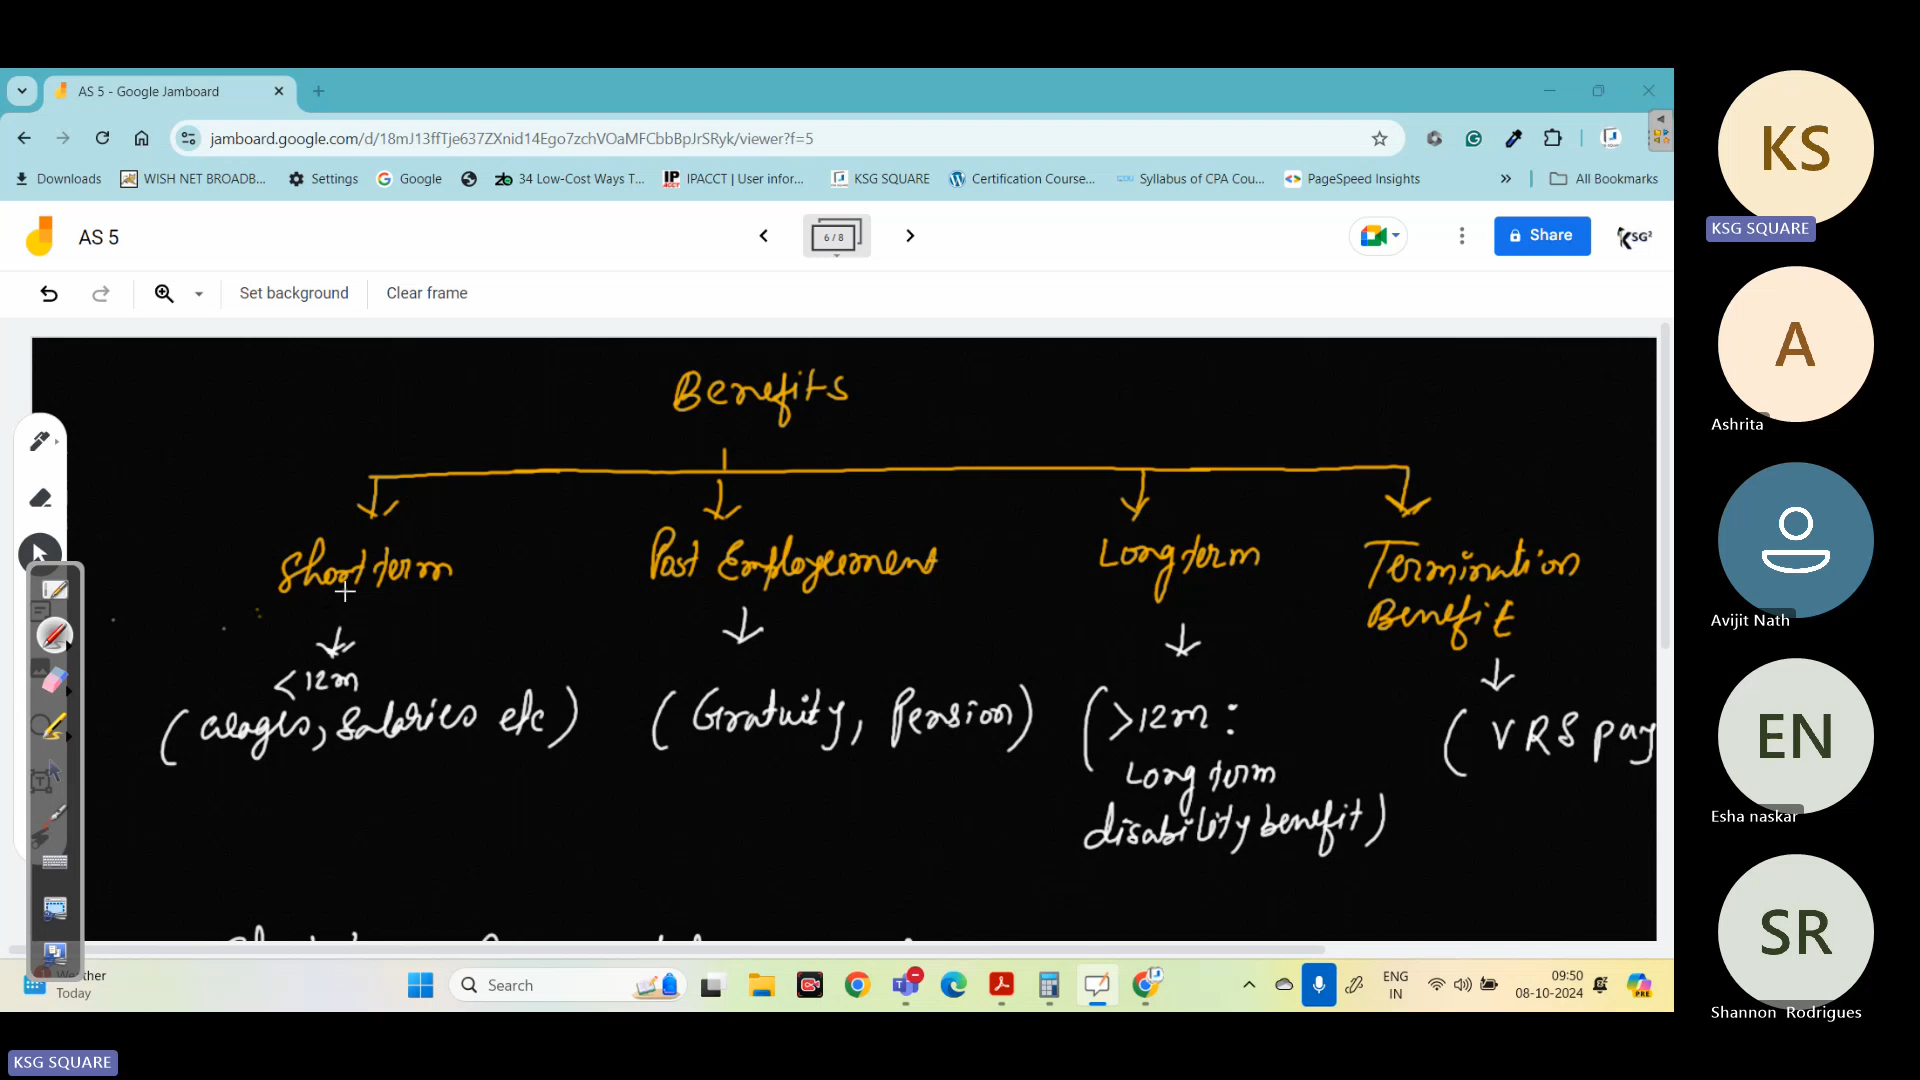 AS 5 - Google Jamboard
jamboard.google.com/d/18mJ13ffTje637ZXnid14Ego7zchVOaMFCbbBpJrSRyk/viewer?f=5
Downloads WISH NET BROADB... Settings Google 34 Low-Cost Ways T... IP IPACCT | User infor... KSG SQUARE Certification Course... Syllabus of CPA Cou... PageSpeed Insights » All Bookmarks
AS 5 6 / 8 Share KSG²
Set background Clear frame
Benefits
Short term Post Employeement Long term Termination
Benefit
<12m
(Wages, Salaries etc) (Gratuity, Pension) (>12m: (VRS pay
Long term
disability benefit)
Weather
Today
Search
ENG
IN
09:50
08-10-2024
KS
KSG SQUARE
A
Ashrita
Avijit Nath
EN
Esha naskar
SR
Shannon Rodrigues
KSG SQUARE